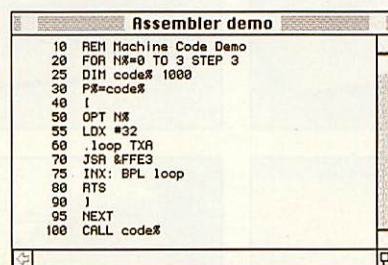 Assembler demo
10 REM Machine Code Demo
20 FOR N%=0 TO 3 STEP 3
25 DIM code% 1000
30 P%=code%
40 [
50 OPT N%
55 LDX #32
60 .loop TXA
70 JSR &FFE3
75 INX: BPL loop
80 RTS
90 ]
95 NEXT
100 CALL code%